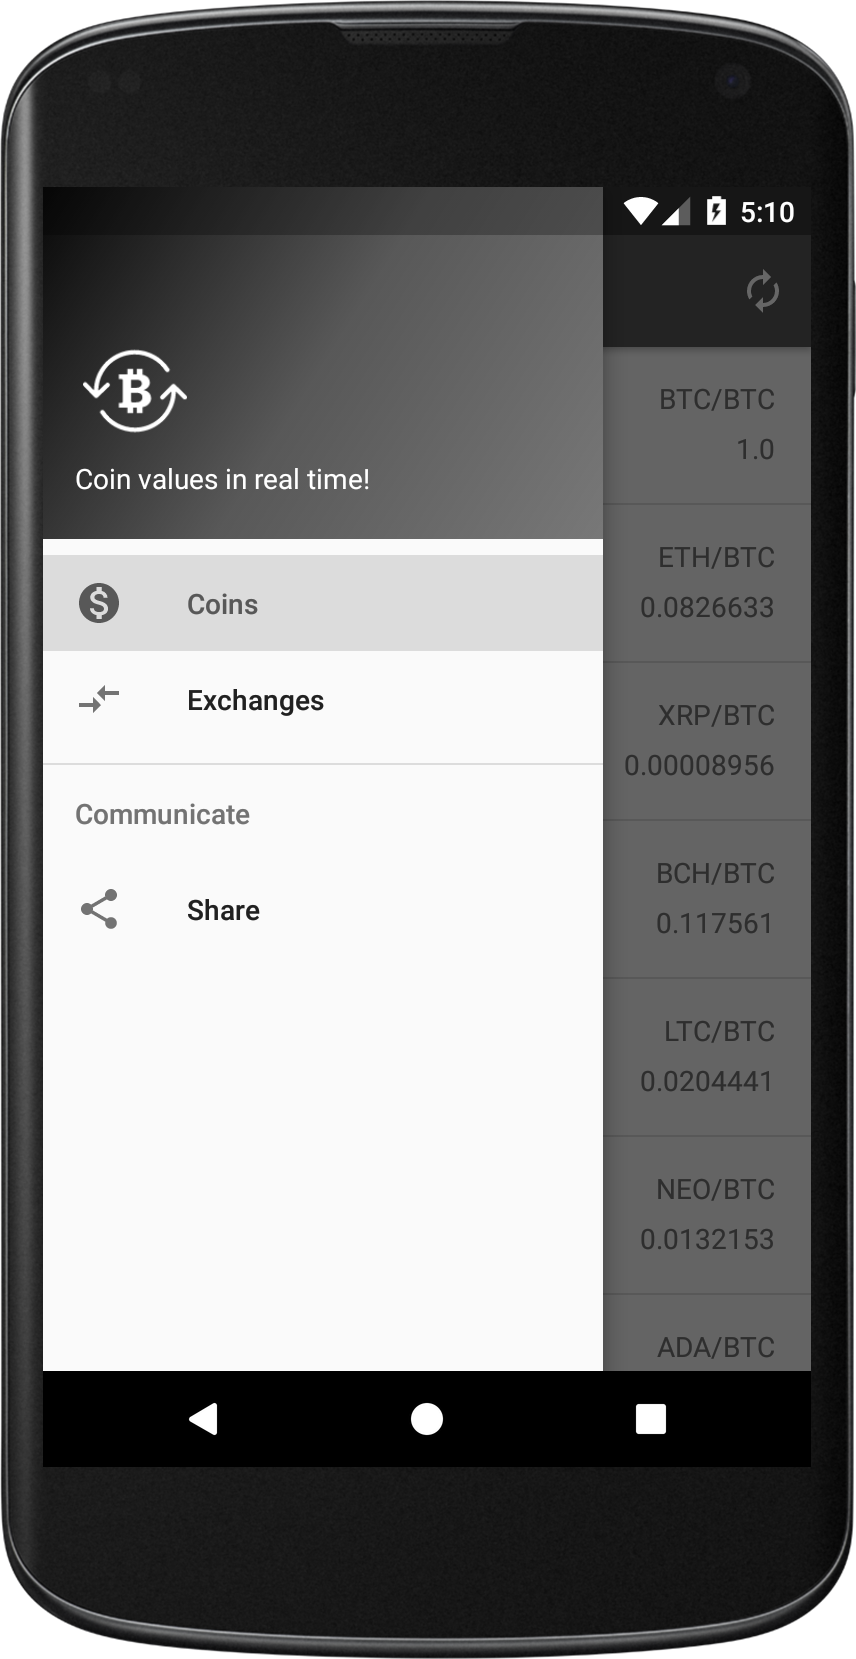 5:10
Coin values in real time!
Coins
Exchanges
Communicate
Share
BTC/BTC
1.0
ETH/BTC
0.0826633
XRP/BTC
0.00008956
BCH/BTC
0.117561
LTC/BTC
0.0204441
NEO/BTC
0.0132153
ADA/BTC